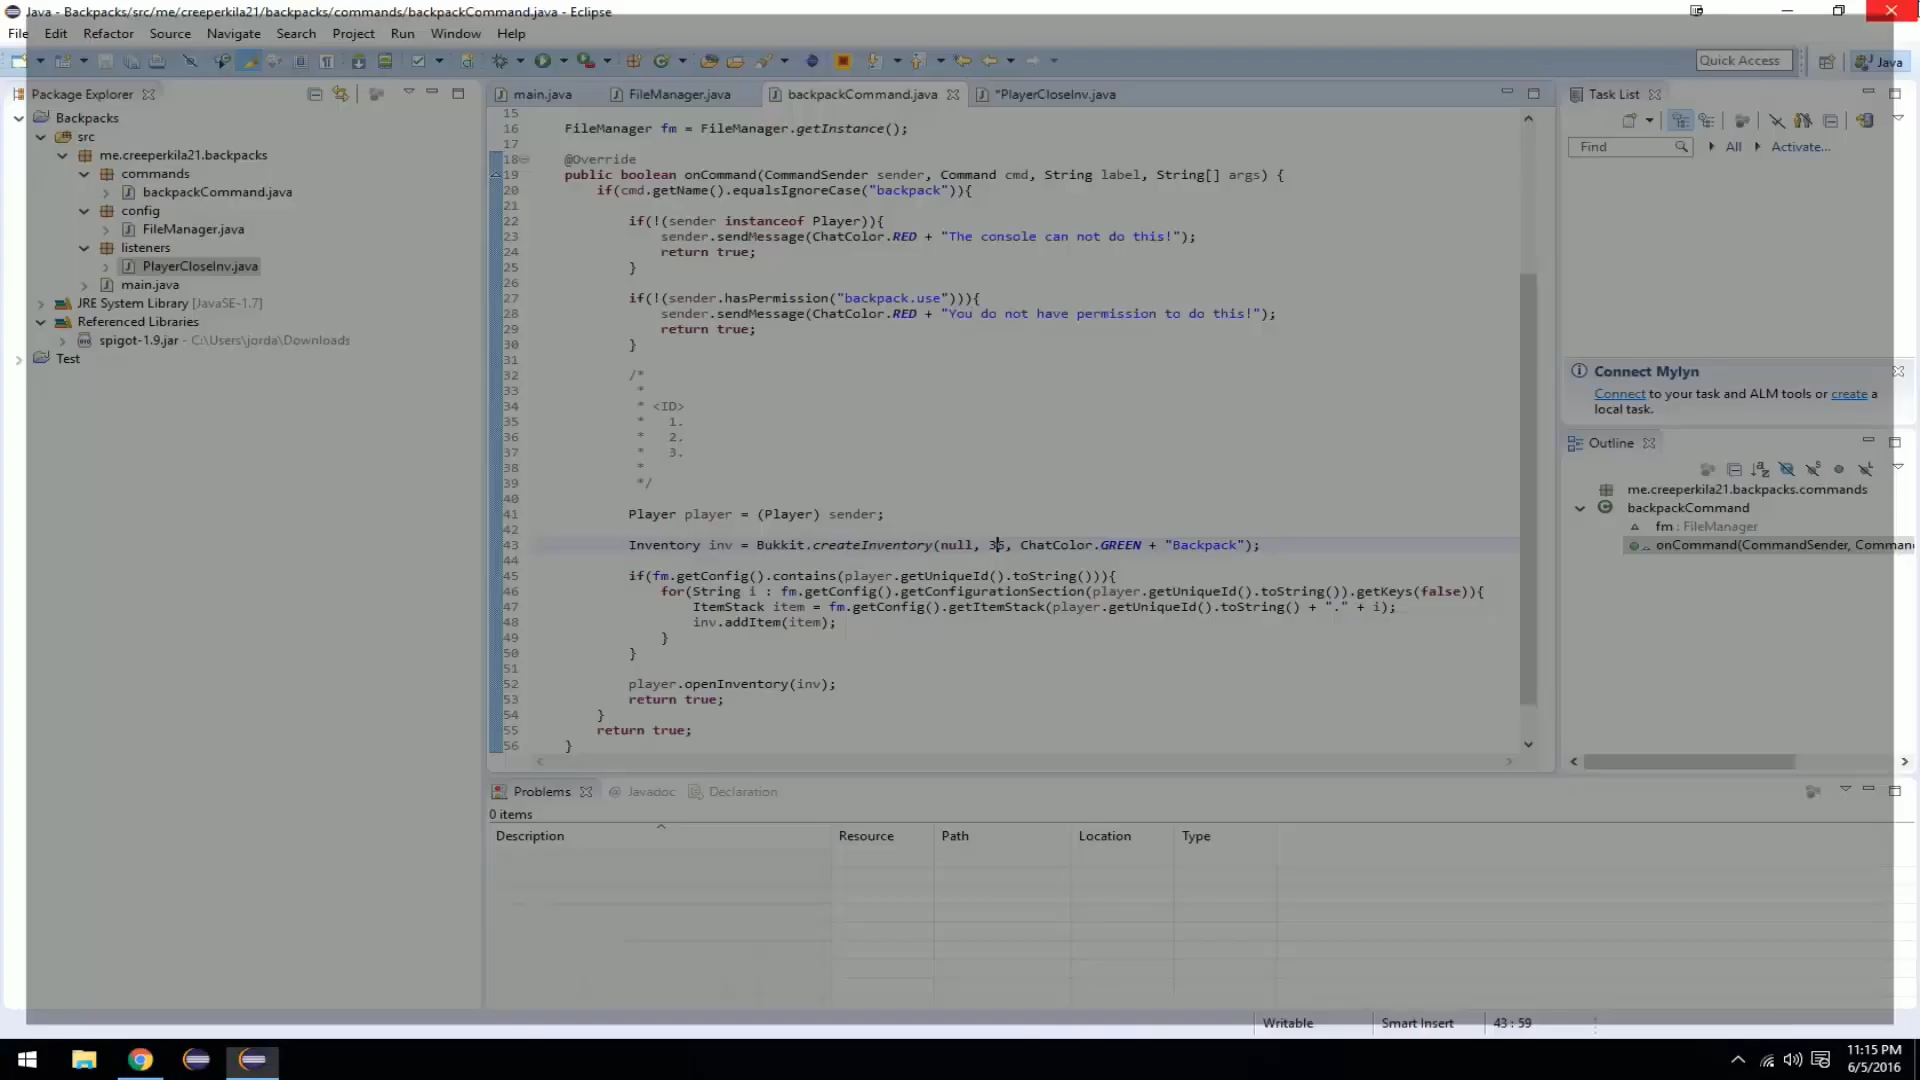 Java - Backpacks/src/me/creeperkila21/backpacks/commands/backpackCommand.java - Eclipse
File Edit Refactor Source Navigate Search Project Run Window Help
Quick Access
Java
Package Explorer
Backpacks
src
me.creeperkila21.backpacks
commands
backpackCommand.java
config
FileManager.java
listeners
PlayerCloseInv.java
main.java
JRE System Library [JavaSE-1.7]
Referenced Libraries
spigot-1.9.jar - C:\Users\jorda\Downloads
Test
main.java FileManager.java backpackCommand.java *PlayerCloseInv.java
15
16 FileManager fm = FileManager.getInstance();
17
18 @Override
19 public boolean onCommand(CommandSender sender, Command cmd, String label, String[] args) {
20 if(cmd.getName().equalsIgnoreCase("backpack")){
21
22 if(!(sender instanceof Player)){
23 sender.sendMessage(ChatColor.RED + "The console can not do this!");
24 return true;
25 }
26
27 if(!(sender.hasPermission("backpack.use"))){
28 sender.sendMessage(ChatColor.RED + "You do not have permission to do this!");
29 return true;
30 }
31
32 /*
33 *
34 * <ID>
35 * 1.
36 * 2.
37 * 3.
38 *
39 */
40
41 Player player = (Player) sender;
42
43 Inventory inv = Bukkit.createInventory(null, 35, ChatColor.GREEN + "Backpack");
44
45 if(fm.getConfig().contains(player.getUniqueId().toString())){
46 for(String i : fm.getConfig().getConfigurationSection(player.getUniqueId().toString()).getKeys(false)){
47 ItemStack item = fm.getConfig().getItemStack(player.getUniqueId().toString() + "." + i);
48 inv.addItem(item);
49 }
50 }
51
52 player.openInventory(inv);
53 return true;
54 }
55 return true;
56 }
Task List
Find All Activate...
Connect Mylyn
Connect to your task and ALM tools or create a
local task.
Outline
me.creeperkila21.backpacks.commands
backpackCommand
fm : FileManager
onCommand(CommandSender, Comman
Problems Javadoc Declaration
0 items
Description Resource Path Location Type
Writable Smart Insert 43 : 59
11:15 PM
6/5/2016